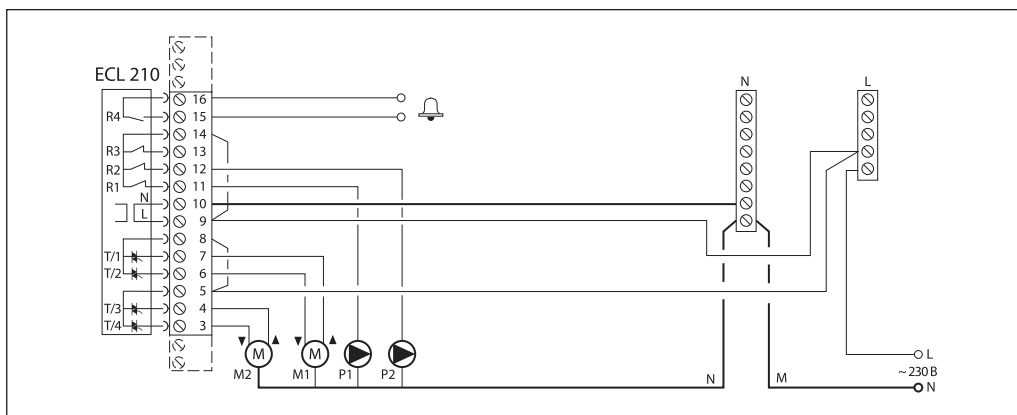 ECL 210
N
L
R4
16
15
14
R3
13
R2
12
R1
11
N
10
L
9
8
T/1
7
T/2
6
5
T/3
4
T/4
3
M
M
M2
M1
P1
P2
N
M
L
~ 230 В
N